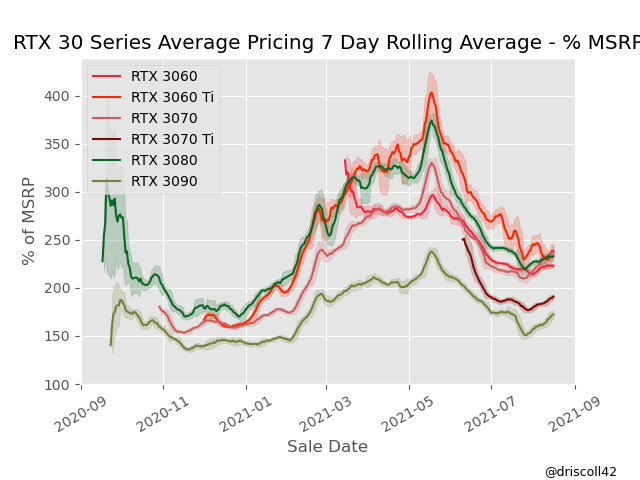 RTX 30 Series Average Pricing 7 Day Rolling Average - % MSRP
RTX 3060
RTX 3060 Ti
RTX 3070
RTX 3070 Ti
RTX 3080
RTX 3090
% of MSRP
400
350
300
250
200
150
100
2020-09
2020-11
2021-01
2021-03
2021-05
2021-07
2021-09
Sale Date
@driscoll42